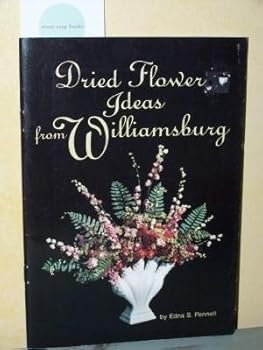 Dried Flower
Ideas
from Williamsburg
by Edna S. Pennell